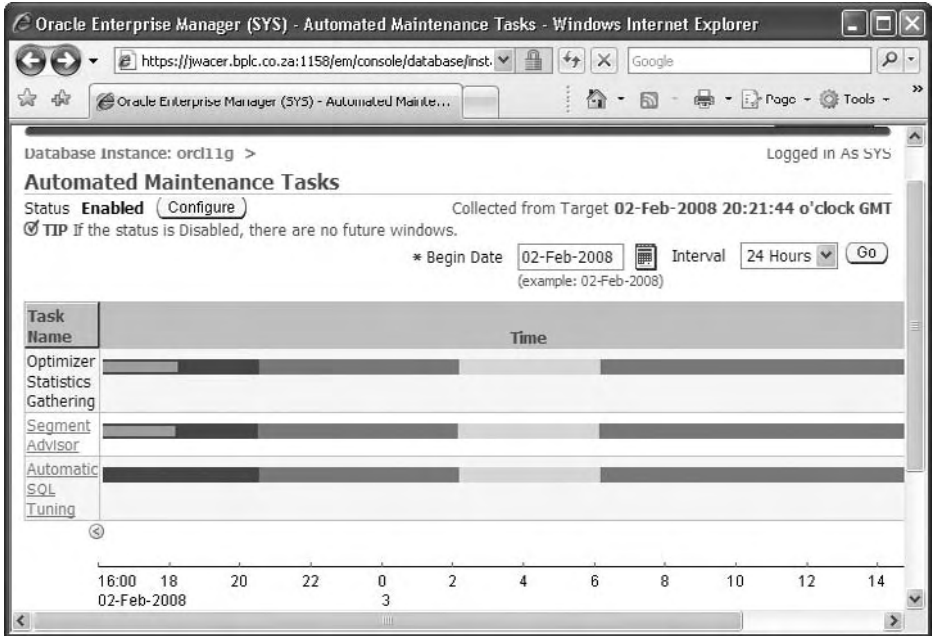 Oracle Enterprise Manager (SYS) - Automated Maintenance Tasks - Windows Internet Explorer
https://jwacer.bplc.co.za:1158/em/console/database/inst.
Google
Oracle Enterprise Manager (SYS) - Automated Mainte...
Page
Tools
»
Database Instance: orcl11g >
Logged in As SYS
Automated Maintenance Tasks
Status Enabled Configure
Collected from Target 02-Feb-2008 20:21:44 o'clock GMT
TIP If the status is Disabled, there are no future windows.
* Begin Date 02-Feb-2008 Interval 24 Hours Go
(example: 02-Feb-2008)
Task
Name
Time
Optimizer
Statistics
Gathering
Segment
Advisor
Automatic
SQL
Tuning
16:00 18 20 22 0 2 4 6 8 10 12 14
02-Feb-2008 3